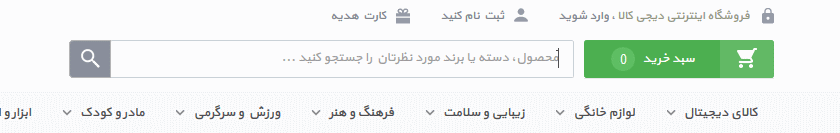 فروشگاه اینترنتی دیجی کالا ، وارد شوید ثبت نام کنید کارت هدیه
سبد خرید 0 محصول، دسته یا برند مورد نظرتان را جستجو کنید ...
کالای دیجیتال لوازم خانگی زیبایی و سلامت فرهنگ و هنر ورزش و سرگرمی مادر و کودک ابزار و ا